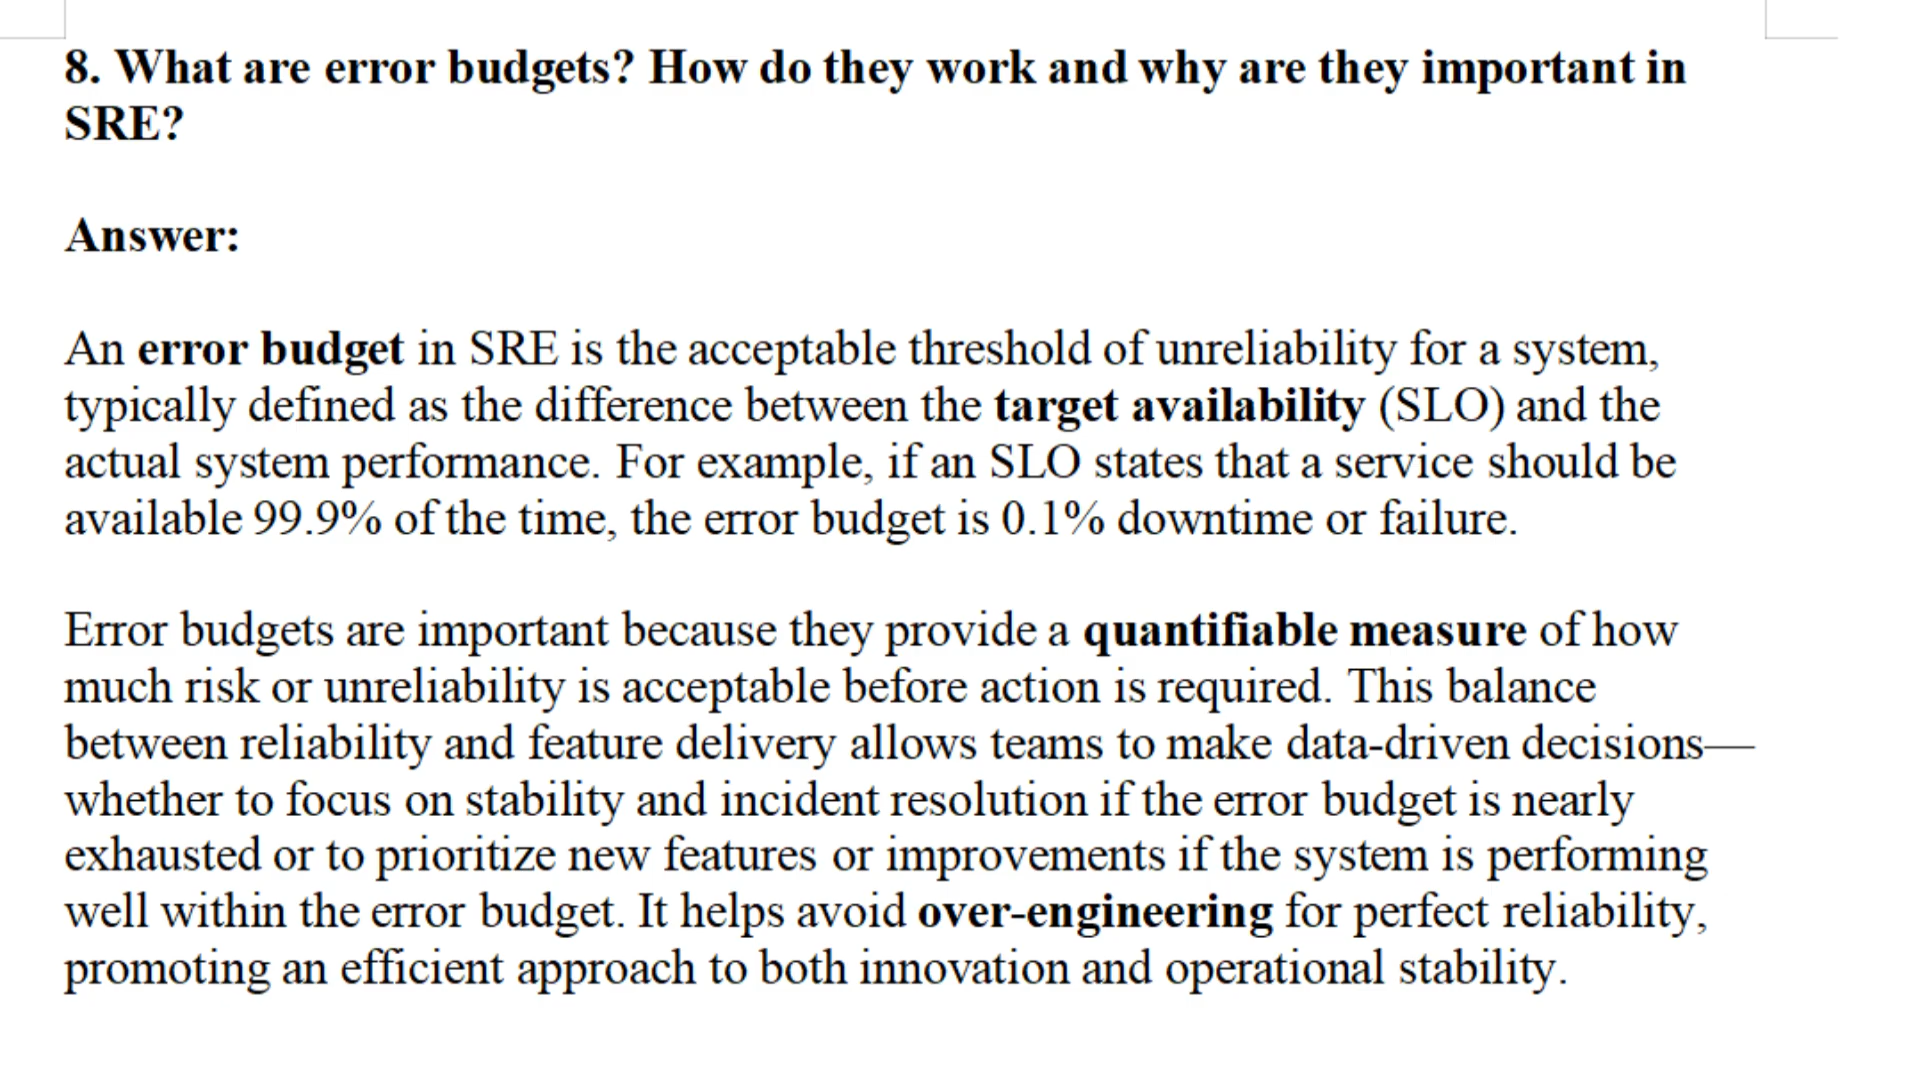 8. What are error budgets? How do they work and why are they important in
SRE?
Answer:
An error budget in SRE is the acceptable threshold of unreliability for a system,
typically defined as the difference between the target availability (SLO) and the
actual system performance. For example, if an SLO states that a service should be
available 99.9% of the time, the error budget is 0.1% downtime or failure.
Error budgets are important because they provide a quantifiable measure of how
much risk or unreliability is acceptable before action is required. This balance
between reliability and feature delivery allows teams to make data-driven decisions—
whether to focus on stability and incident resolution if the error budget is nearly
exhausted or to prioritize new features or improvements if the system is performing
well within the error budget. It helps avoid over-engineering for perfect reliability,
promoting an efficient approach to both innovation and operational stability.